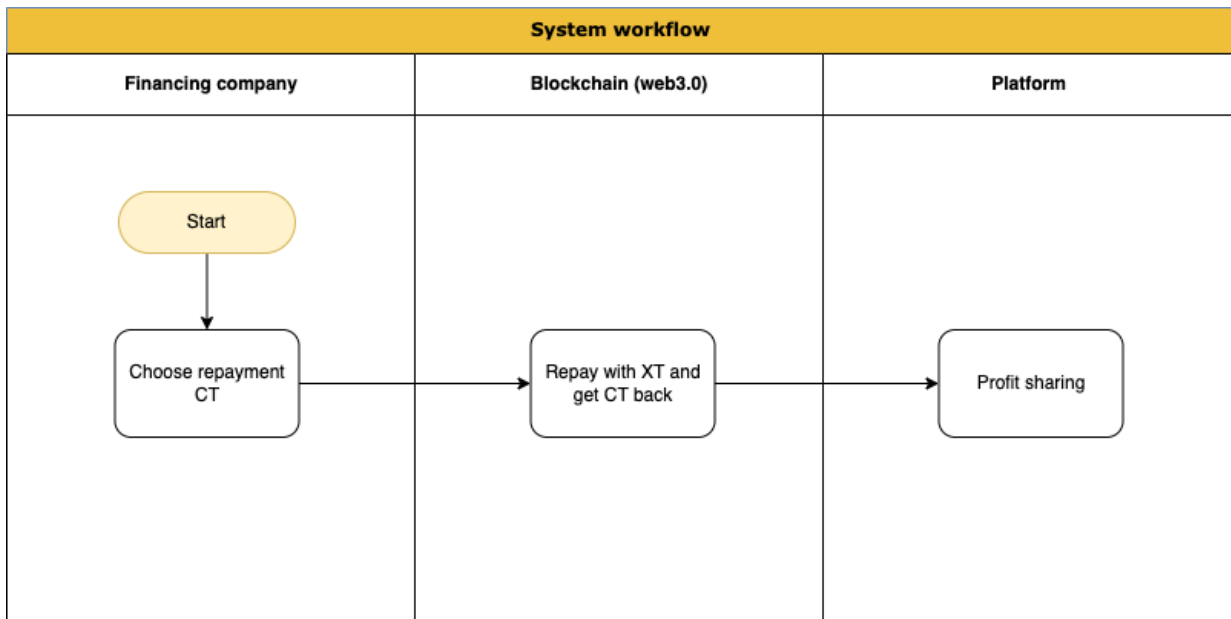 System workflow
Financing company
Blockchain (web3.0)
Platform
Start
Choose repayment
CT
Repay with XT and
get CT back
Profit sharing